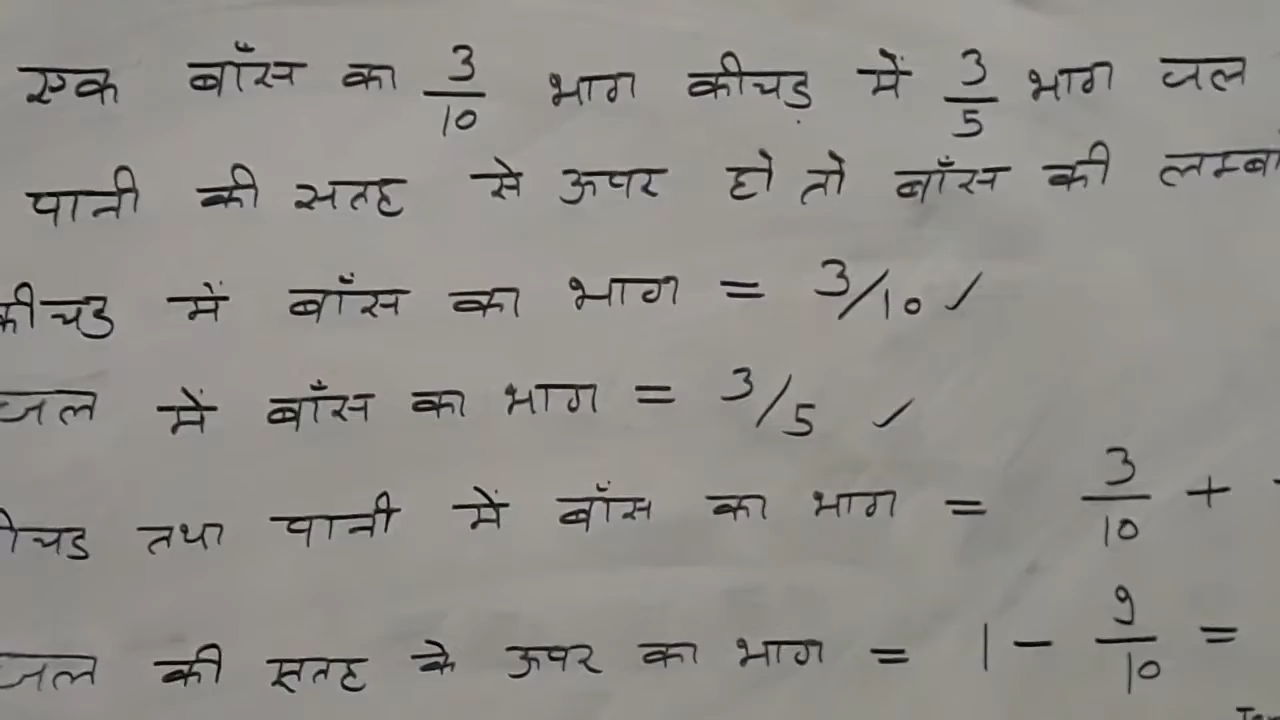 एक बाँस का 3/10 भाग कीचड़ में 3/5 भाग जल
पानी की सतह से ऊपर हो तो बाँस की लम्बा
कीचड में बाँस का भाग = 3/10 ✓
जल में बाँस का भाग = 3/5 ✓
ीचड तथा पानी में बाँस का भाग = 3/10 +
जल की सतह के ऊपर का भाग = 1 - 9/10 =